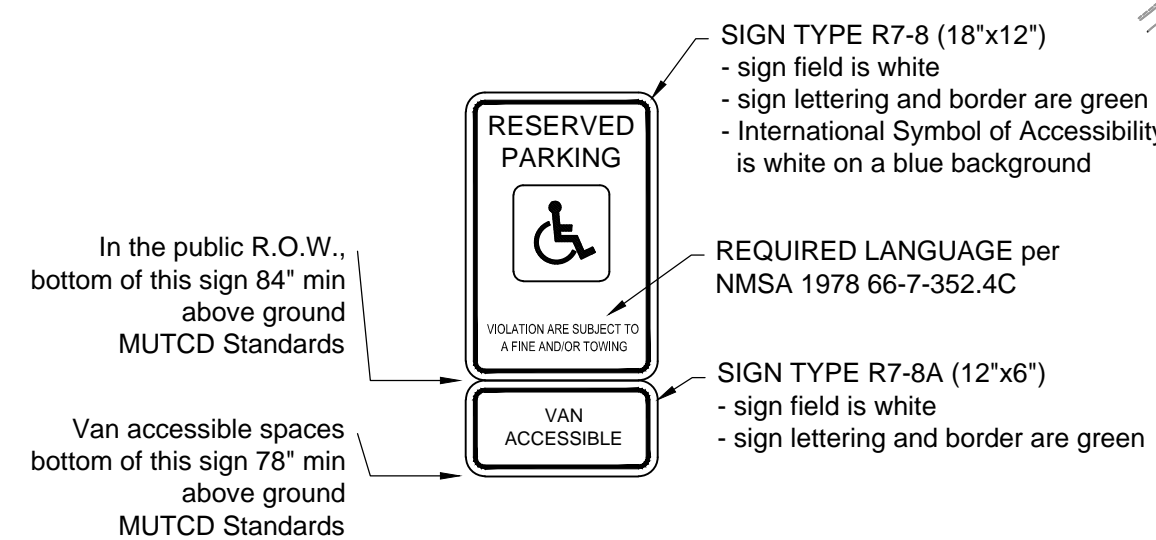 SIGN TYPE R7-8 (18"x12")
- sign field is white
- sign lettering and border are green
- International Symbol of Accessibility
is white on a blue background
RESERVED
PARKING
In the public R.O.W.,
bottom of this sign 84" min
above ground
MUTCD Standards
REQUIRED LANGUAGE per
NMSA 1978 66-7-352.4C
VIOLATION ARE SUBJECT TO
A FINE AND/OR TOWING
SIGN TYPE R7-8A (12"x6")
- sign field is white
- sign lettering and border are green
VAN
ACCESSIBLE
Van accessible spaces
bottom of this sign 78" min
above ground
MUTCD Standards